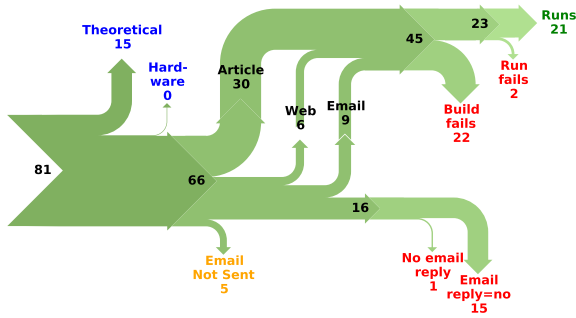 Theoretical
15
Hard-
ware
0
81
66
Article
30
Web
6
Email
9
45
23
Runs
21
Run
fails
2
Build
fails
22
16
Email
Not Sent
5
No email
reply
1
Email
reply=no
15